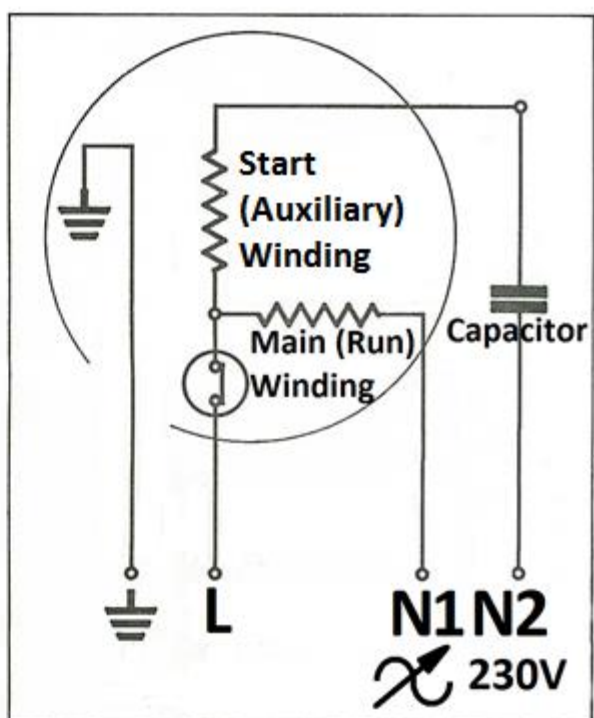 Start
(Auxiliary)
Winding
Main (Run)
Winding
Capacitor
L
N1 N2
230V